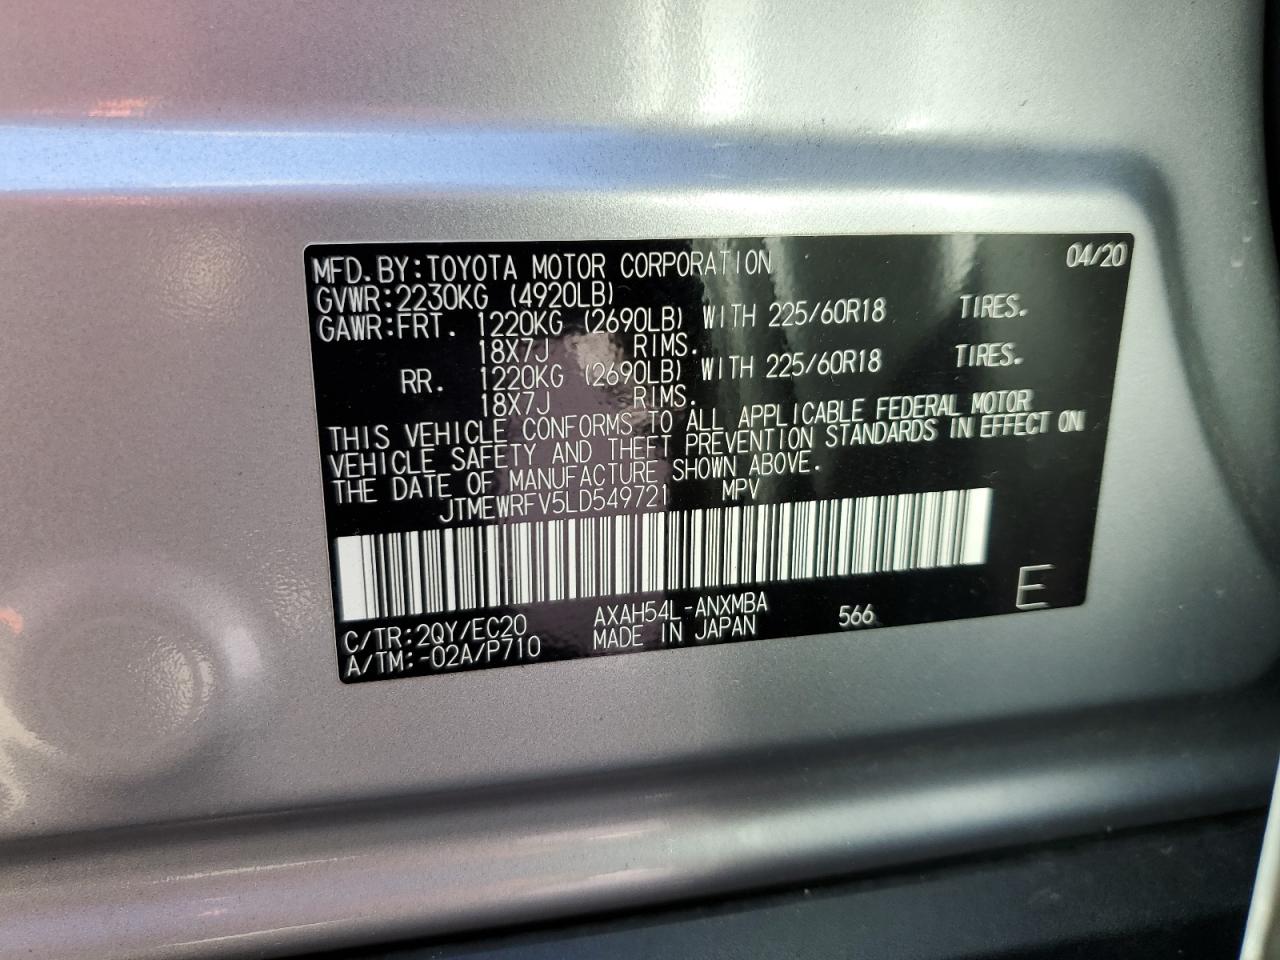 MFD.BY:TOYOTA MOTOR CORPORATION 04/20
GVWR:2230KG (4920LB)
GAWR:FRT. 1220KG (2690LB) WITH 225/60R18 TIRES.
18X7J RIMS.
RR. 1220KG (2690LB) WITH 225/60R18 TIRES.
18X7J RIMS.
THIS VEHICLE CONFORMS TO ALL APPLICABLE FEDERAL MOTOR
VEHICLE SAFETY AND THEFT PREVENTION STANDARDS IN EFFECT ON
THE DATE OF MANUFACTURE SHOWN ABOVE.
JTMEWRFV5LD549721 MPV
C/TR:2QY/EC20 AXAH54L-ANXMBA 566 E
A/TM:-02A/P710 MADE IN JAPAN